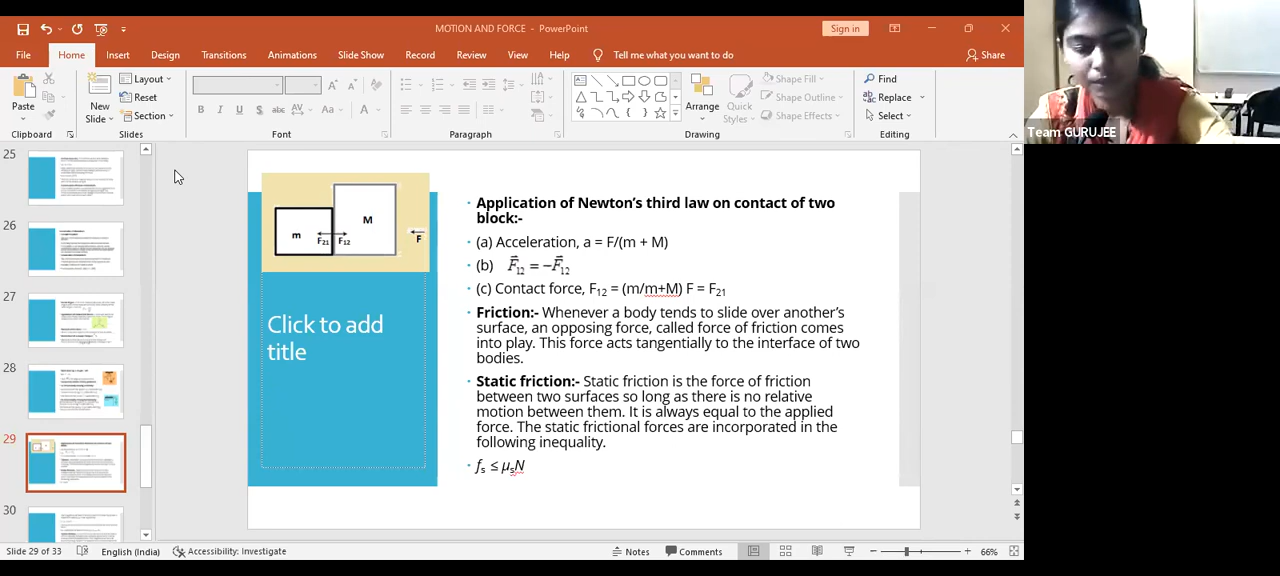 MOTION AND FORCE - PowerPoint
Sign in
File Home Insert Design Transitions Animations Slide Show Record Review View Help Tell me what you want to do Share
Paste
Clipboard
New Slide
Layout
Reset
Section
Slides
B I U S abc AV Aa A
Font
Paragraph
Arrange
Quick Styles
Shape Fill
Shape Outline
Shape Effects
Drawing
Find
Replace
Select
Editing
Team GURUJEE
25
26
27
28
29
30
m
M
F21 F12
F
Click to add
title
Application of Newton's third law on contact of two
block:-
(a) Acceleration, a = F/(m + M)
(b) = −F12
(c) Contact force, F12 = (m/m+M) F = F21
Friction:- Whenever a body tends to slide over another's
surface, an opposing force, called force of friction comes
into play. This force acts tangentially to the interface of two
bodies.
Static friction:- Static friction is the force of
between two surfaces so long as there is no relative
motion between them. It is always equal to the applied
force. The static frictional forces are incorporated in the
following inequality.
Slide 29 of 33
English (India)
Accessibility: Investigate
Notes
Comments
66%